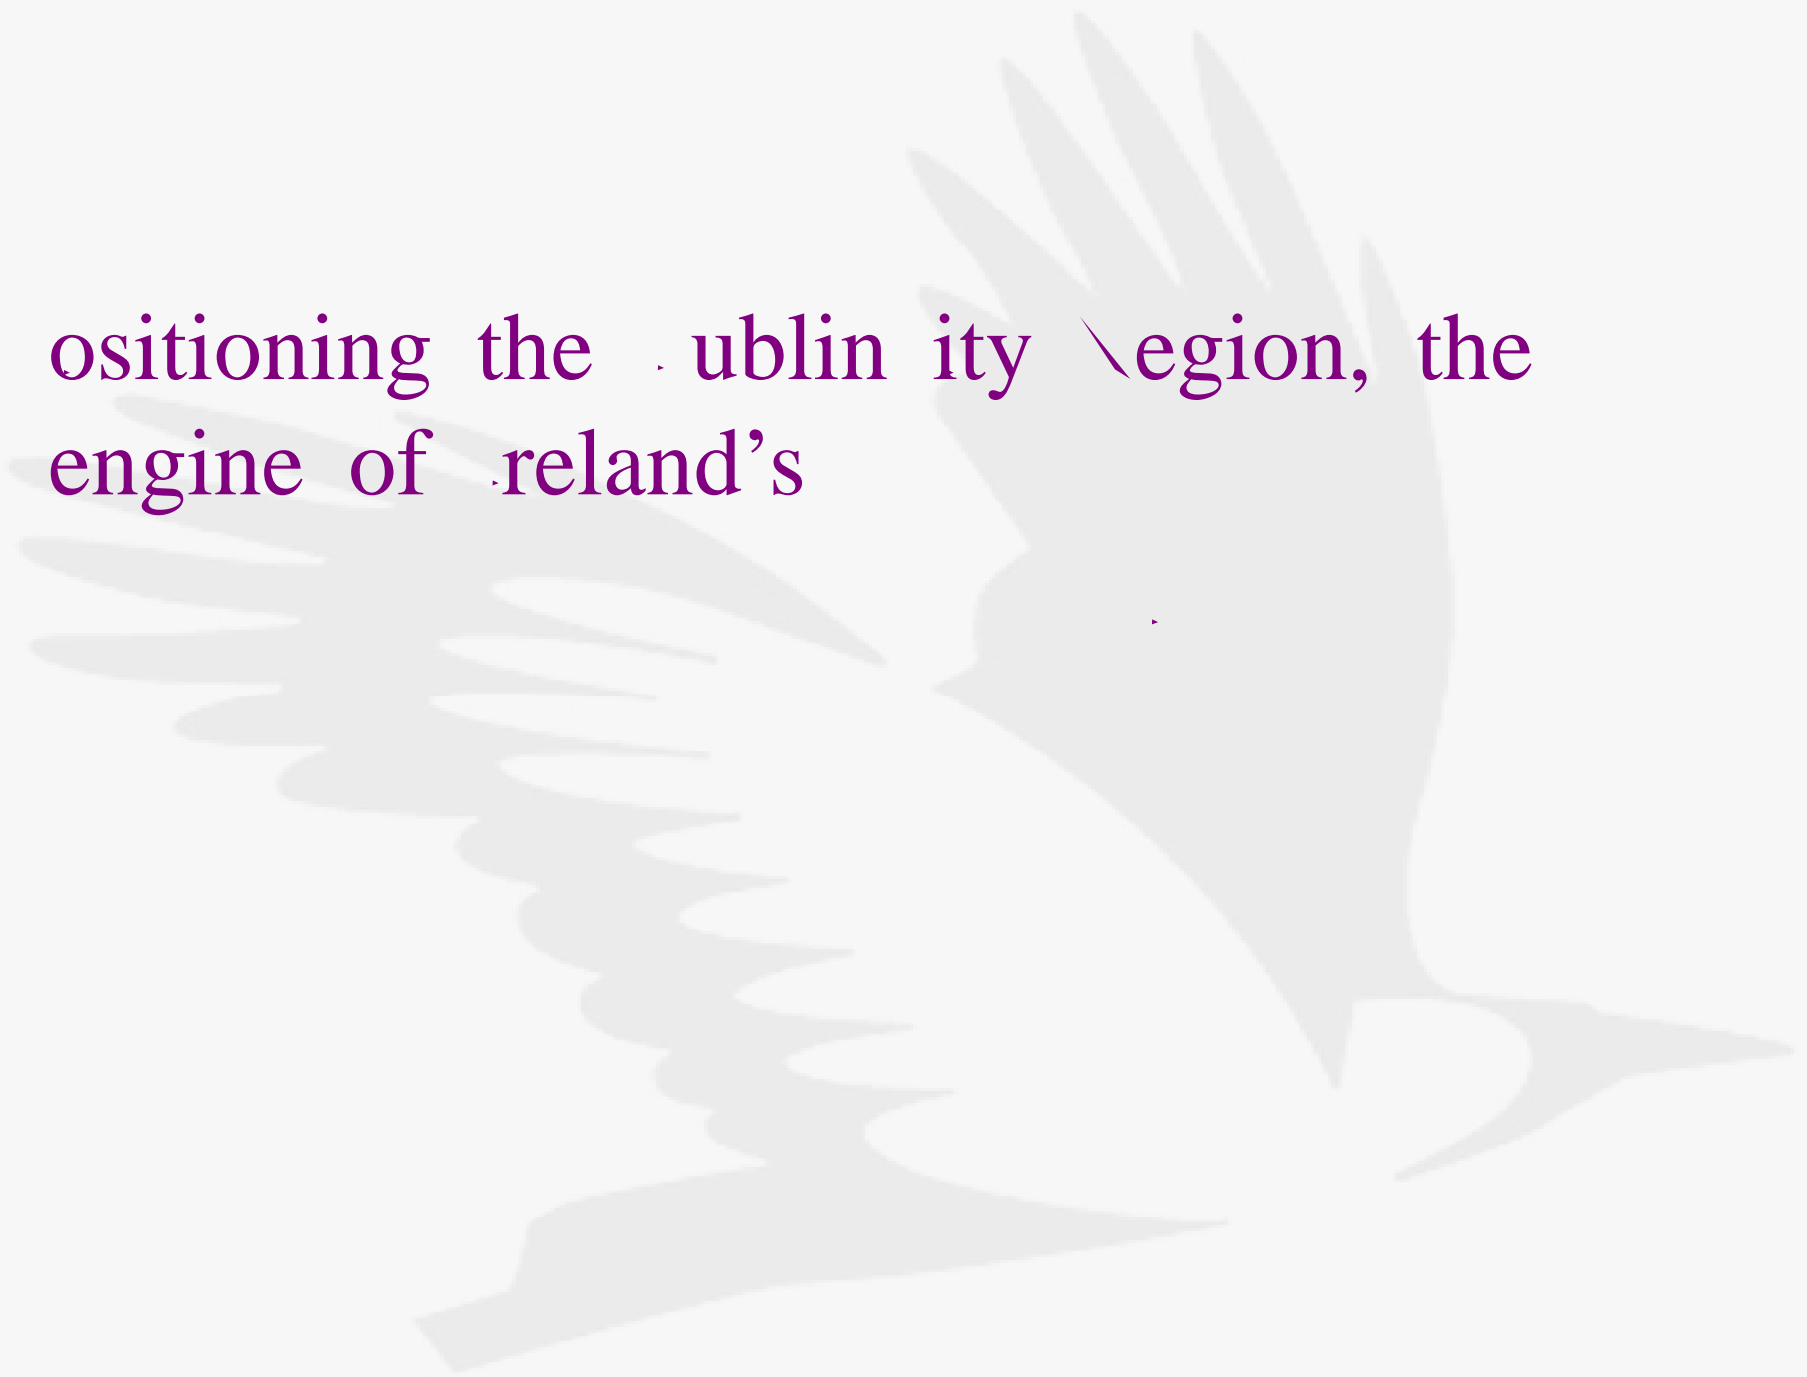 ositioning the ublin ity egion, the
engine of reland’s